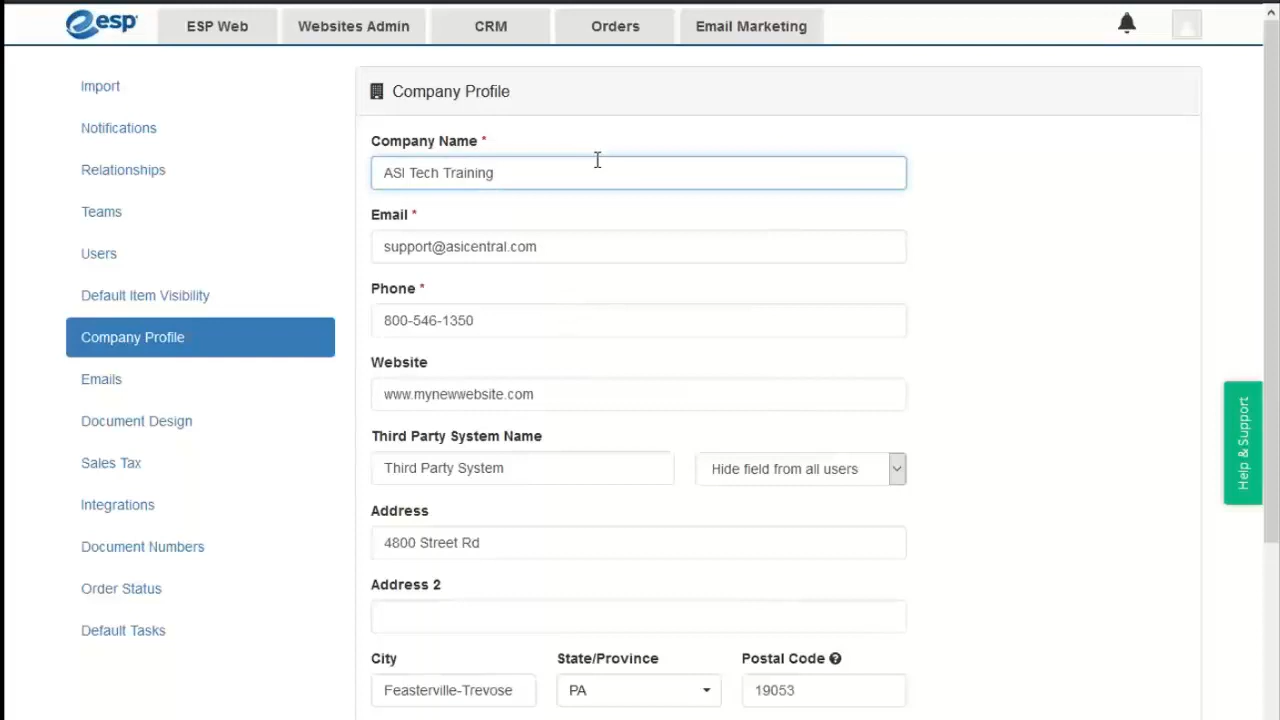 esp
ESP Web
Websites Admin
CRM
Orders
Email Marketing
Import
Notifications
Relationships
Teams
Users
Default Item Visibility
Company Profile
Emails
Document Design
Sales Tax
Integrations
Document Numbers
Order Status
Default Tasks
Company Profile
Company Name *
ASI Tech Training
Email *
support@asicentral.com
Phone *
800-546-1350
Website
www.mynewwebsite.com
Third Party System Name
Third Party System
Hide field from all users
Address
4800 Street Rd
Address 2
City
Feasterville-Trevose
State/Province
PA
Postal Code ?
19053
Help & Support